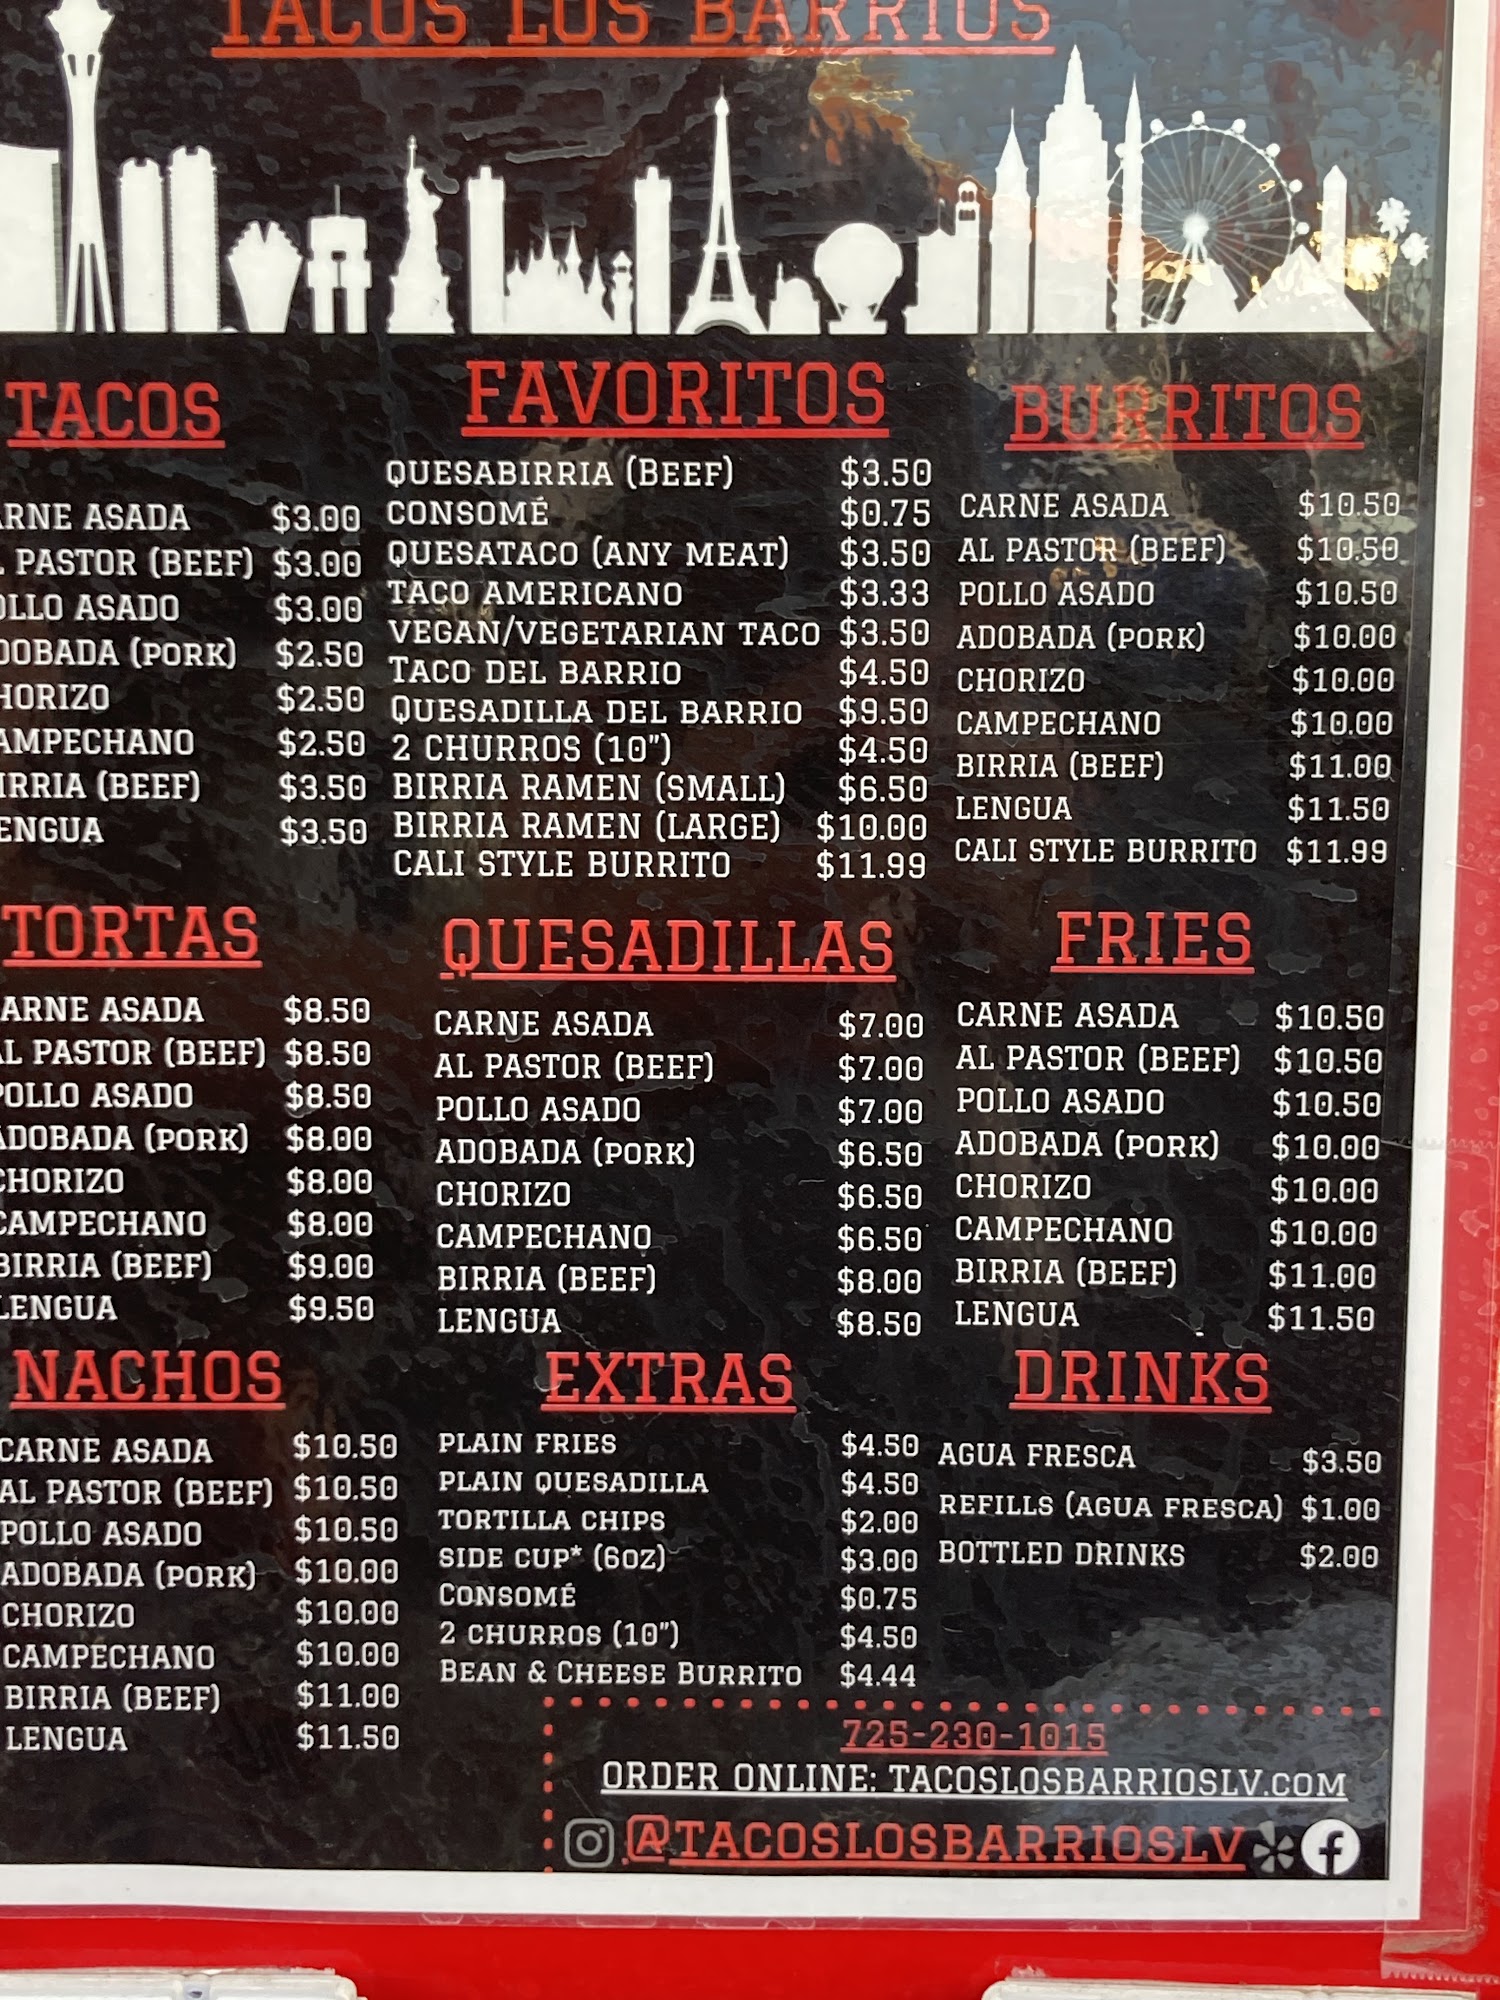 TACOS LOS BARRIOS
TACOS
ARNE ASADA $3.00
L PASTOR (BEEF) $3.00
OLLO ASADO $3.00
DOBADA (PORK) $2.50
HORIZO $2.50
AMPECHANO $2.50
IRRIA (BEEF) $3.50
ENGUA $3.50
FAVORITOS
QUESABIRRIA (BEEF) $3.50
CONSOMÉ $0.75
QUESATACO (ANY MEAT) $3.50
TACO AMERICANO $3.33
VEGAN/VEGETARIAN TACO $3.50
TACO DEL BARRIO $4.50
QUESADILLA DEL BARRIO $9.50
2 CHURROS (10") $4.50
BIRRIA RAMEN (SMALL) $6.50
BIRRIA RAMEN (LARGE) $10.00
CALI STYLE BURRITO $11.99
BURRITOS
CARNE ASADA $10.50
AL PASTOR (BEEF) $10.50
POLLO ASADO $10.50
ADOBADA (PORK) $10.00
CHORIZO $10.00
CAMPECHANO $10.00
BIRRIA (BEEF) $11.00
LENGUA $11.50
CALI STYLE BURRITO $11.99
TORTAS
CARNE ASADA $8.50
AL PASTOR (BEEF) $8.50
POLLO ASADO $8.50
ADOBADA (PORK) $8.00
CHORIZO $8.00
CAMPECHANO $8.00
BIRRIA (BEEF) $9.00
LENGUA $9.50
QUESADILLAS
CARNE ASADA $7.00
AL PASTOR (BEEF) $7.00
POLLO ASADO $7.00
ADOBADA (PORK) $6.50
CHORIZO $6.50
CAMPECHANO $6.50
BIRRIA (BEEF) $8.00
LENGUA $8.50
FRIES
CARNE ASADA $10.50
AL PASTOR (BEEF) $10.50
POLLO ASADO $10.50
ADOBADA (PORK) $10.00
CHORIZO $10.00
CAMPECHANO $10.00
BIRRIA (BEEF) $11.00
LENGUA $11.50
NACHOS
CARNE ASADA $10.50
AL PASTOR (BEEF) $10.50
POLLO ASADO $10.50
ADOBADA (PORK) $10.00
CHORIZO $10.00
CAMPECHANO $10.00
BIRRIA (BEEF) $11.00
LENGUA $11.50
EXTRAS
PLAIN FRIES $4.50
PLAIN QUESADILLA $4.50
TORTILLA CHIPS $2.00
SIDE CUP* (6OZ) $3.00
CONSOMÉ $0.75
2 CHURROS (10") $4.50
BEAN & CHEESE BURRITO $4.44
DRINKS
AGUA FRESCA $3.50
REFILLS (AGUA FRESCA) $1.00
BOTTLED DRINKS $2.00
725-230-1015
ORDER ONLINE: TACOSLOSBARRIOSLV.COM
@TACOSLOSBARRIOSLV